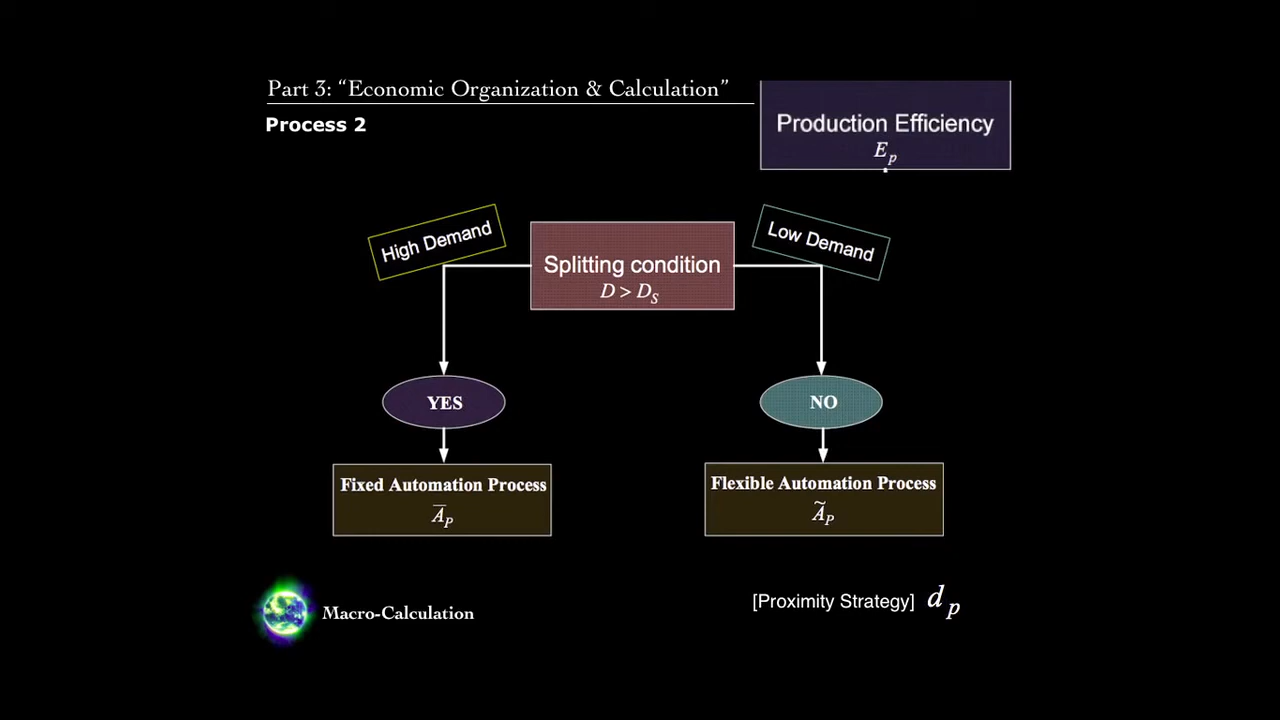 Part 3: “Economic Organization & Calculation”
Process 2
Production Efficiency
E_p
High Demand
Splitting condition
D > D_S
Low Demand
YES
NO
Fixed Automation Process
A̅_P
Flexible Automation Process
Ã_P
Macro-Calculation
[Proximity Strategy] d_p